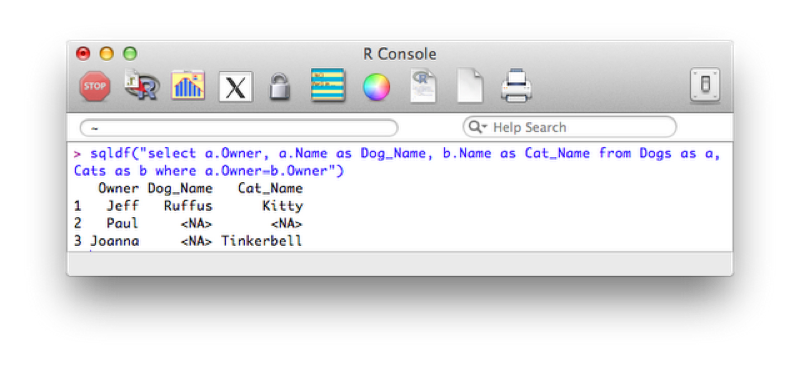 R Console
STOP
X
R
~
Help Search
> sqldf("select a.Owner, a.Name as Dog_Name, b.Name as Cat_Name from Dogs as a,
Cats as b where a.Owner=b.Owner")
Owner Dog_Name Cat_Name
1 Jeff Ruffus Kitty
2 Paul <NA> <NA>
3 Joanna <NA> Tinkerbell